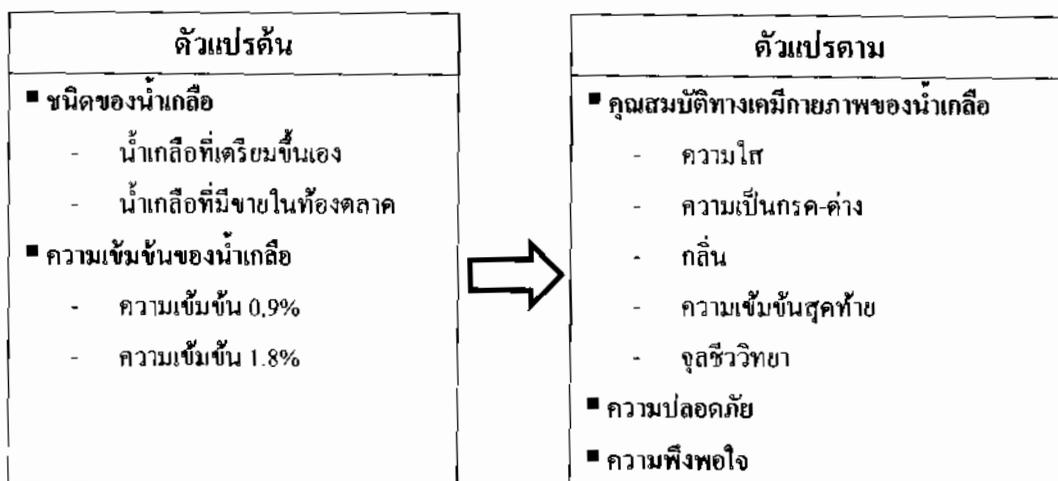 ตัวแปรต้น
■ ชนิดของน้ำเกลือ
- น้ำเกลือที่เตรียมขึ้นเอง
- น้ำเกลือที่มีขายในท้องตลาด
■ ความเข้มข้นของน้ำเกลือ
- ความเข้มข้น 0.9%
- ความเข้มข้น 1.8%
ตัวแปรตาม
■ คุณสมบัติทางเคมีกายภาพของน้ำเกลือ
- ความใส
- ความเป็นกรด-ด่าง
- กลิ่น
- ความเข้มข้นสุดท้าย
- จุลชีววิทยา
■ ความปลอดภัย
■ ความพึงพอใจ